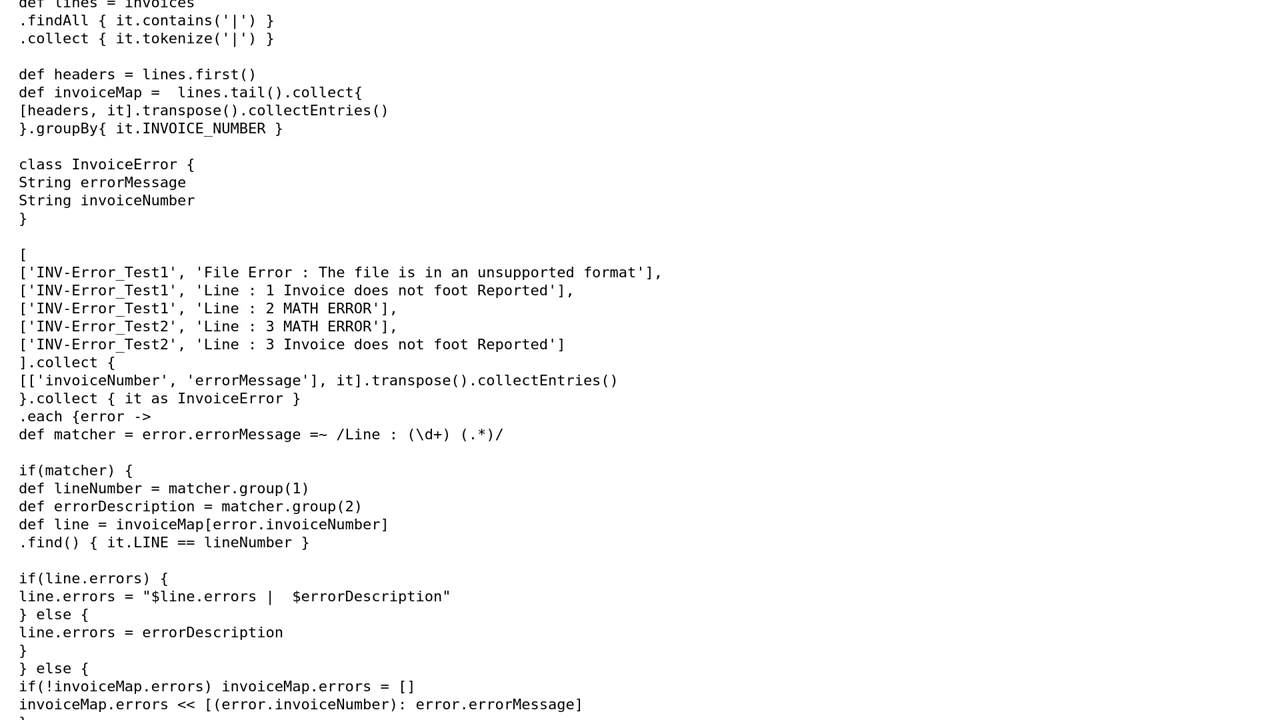 def lines = invoices
.findAll { it.contains('|') }
.collect { it.tokenize('|') }

def headers = lines.first()
def invoiceMap =  lines.tail().collect{
[headers, it].transpose().collectEntries()
}.groupBy{ it.INVOICE_NUMBER }

class InvoiceError {
String errorMessage
String invoiceNumber
}

[
['INV-Error_Test1', 'File Error : The file is in an unsupported format'],
['INV-Error_Test1', 'Line : 1 Invoice does not foot Reported'],
['INV-Error_Test1', 'Line : 2 MATH ERROR'],
['INV-Error_Test2', 'Line : 3 MATH ERROR'],
['INV-Error_Test2', 'Line : 3 Invoice does not foot Reported']
].collect {
[['invoiceNumber', 'errorMessage'], it].transpose().collectEntries()
}.collect { it as InvoiceError }
.each {error ->
def matcher = error.errorMessage =~ /Line : (\d+) (.*)/

if(matcher) {
def lineNumber = matcher.group(1)
def errorDescription = matcher.group(2)
def line = invoiceMap[error.invoiceNumber]
.find() { it.LINE == lineNumber }

if(line.errors) {
line.errors = "$line.errors |  $errorDescription"
} else {
line.errors = errorDescription
}
} else {
if(!invoiceMap.errors) invoiceMap.errors = []
invoiceMap.errors << [(error.invoiceNumber): error.errorMessage]
}